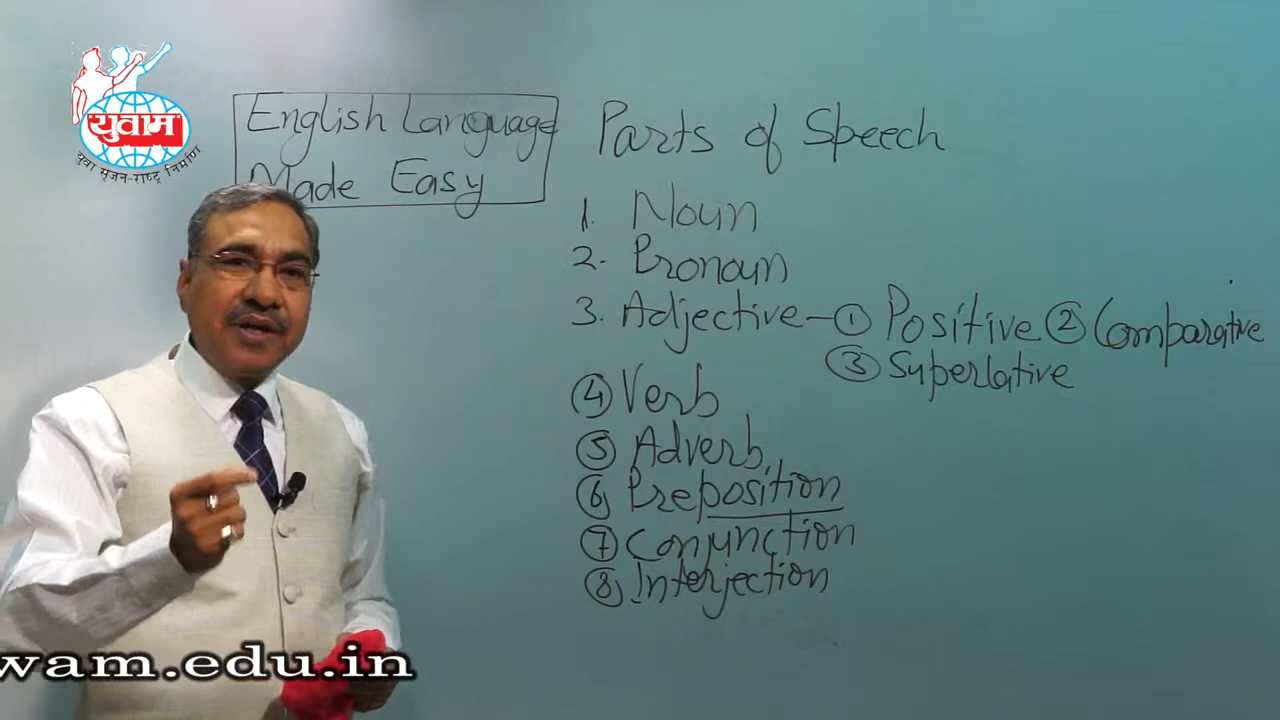 युवाम
युवा सृजन-राष्ट्र निर्माण
English Language
Made Easy
Parts of Speech
1. Noun
2. Pronoun
3. Adjective - ① Positive ② Comparative
③ Superlative
④ Verb
⑤ Adverb
⑥ Preposition
⑦ Conjunction
⑧ Interjection
wam.edu.in